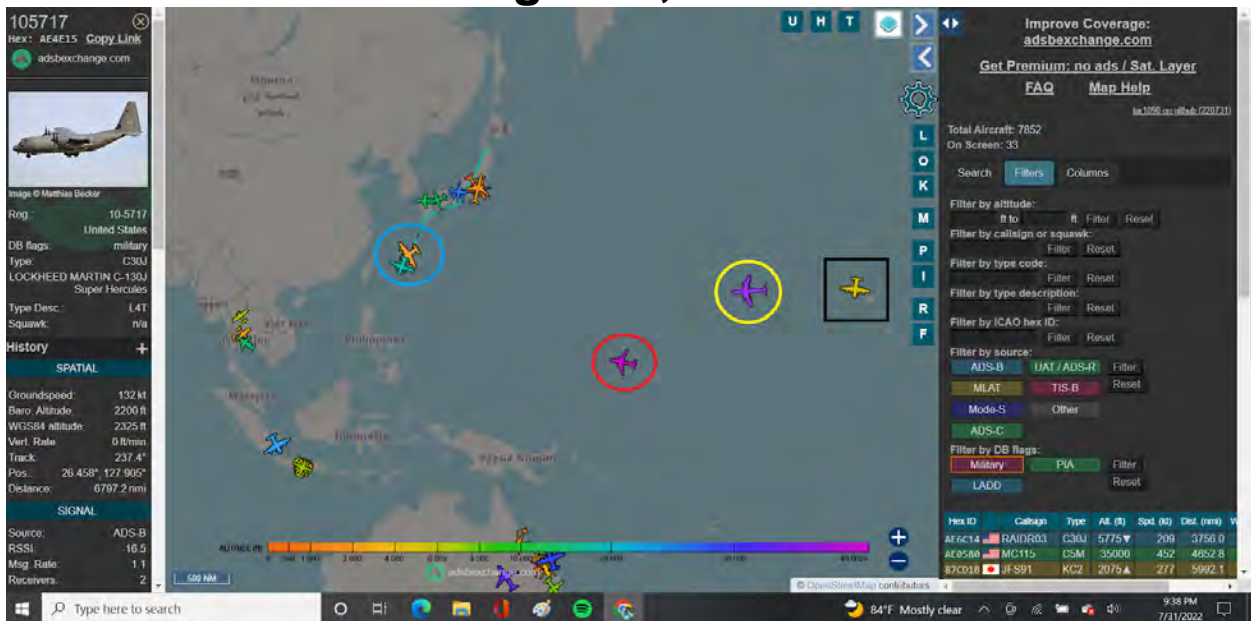 105717
Hex: AE4E15 Copy Link
adsbexchange.com
Image © Matthias Becker
Reg.: 10-5717
United States
DB flags: military
Type: C30J
LOCKHEED MARTIN C-130J
Super Hercules
Type Desc.: L4T
Squawk: n/a
History +
SPATIAL
Groundspeed: 132 kt
Baro. Altitude: 2200 ft
WGS84 altitude: 2325 ft
Vert. Rate: 0 ft/min
Track: 237.4°
Pos.: 26.458°, 127.905°
Distance: 6797.2 nmi
SIGNAL
Source: ADS-B
RSSI: -16.5
Msg. Rate: 1.1
Receivers: 2
U H T
L
O
K
M
P
I
R
F
Philippines
Papua Niugini
ALTITUDE (ft)
adsbexchange.com
500 NM
© OpenStreetMap contributors
Improve Coverage:
adsbexchange.com
Get Premium: no ads / Sat. Layer
FAQ Map Help
Total Aircraft: 7852
On Screen: 33
Search Filters Columns
Filter by altitude:
ft to ft Filter Reset
Filter by callsign or squawk:
Filter Reset
Filter by type code:
Filter Reset
Filter by type description:
Filter Reset
Filter by ICAO hex ID:
Filter Reset
Filter by source:
ADS-B UAT / ADS-R Filter
MLAT TIS-B Reset
Mode-S Other
ADS-C
Filter by DB flags:
Military PIA Filter
LADD Reset
Hex ID Callsign Type Alt. (ft) Spd. (kt) Dist. (nmi)
AE6C14 RAIDR03 C30J 5775▼ 209 3756.0
AE0580 MC115 C5M 35000 452 4652.8
87CD18 JFS91 KC2 2075▲ 277 5992.1
Type here to search
84°F Mostly clear
9:38 PM
7/31/2022